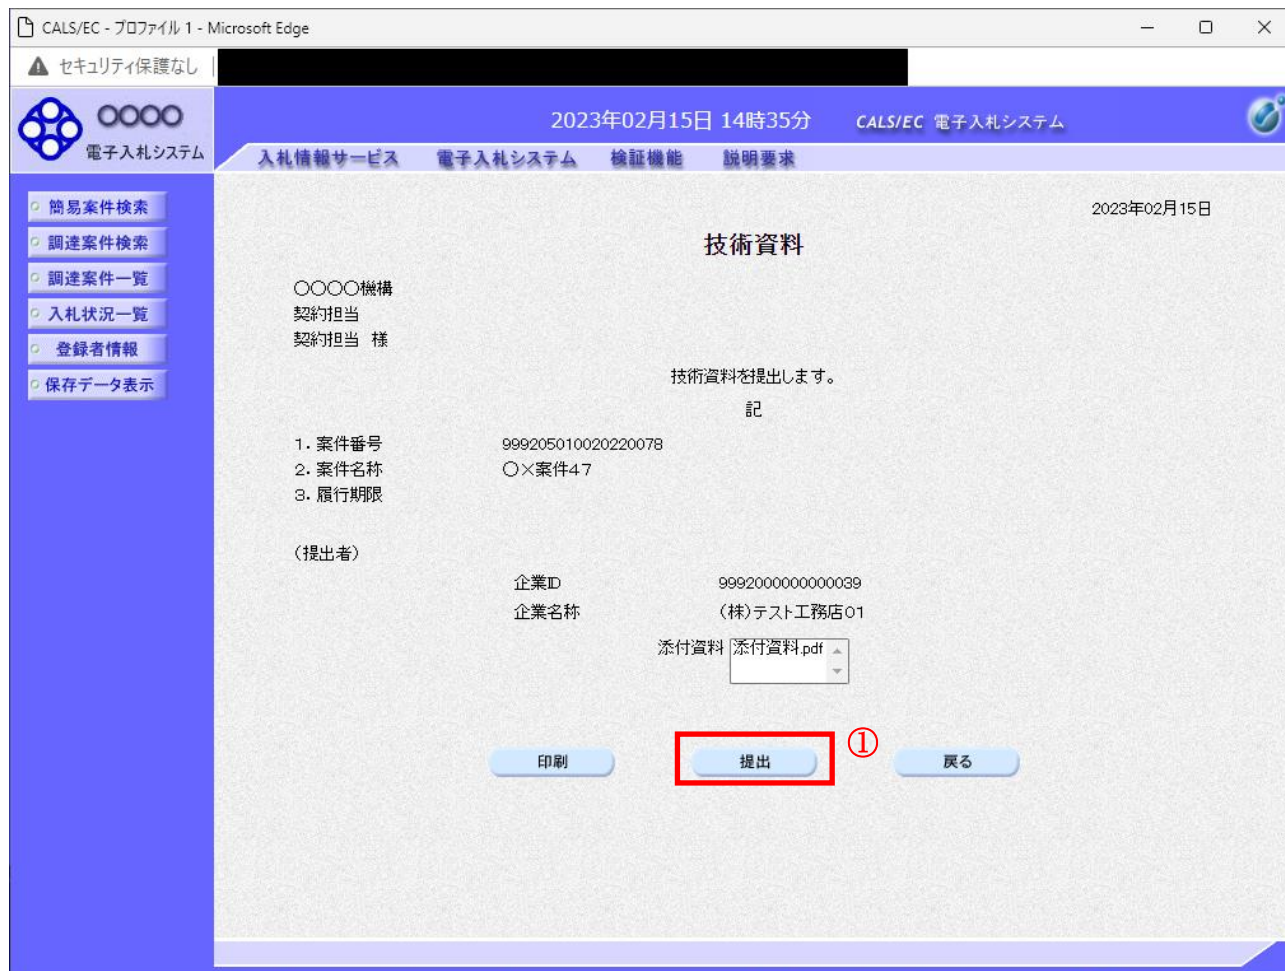 CALS/EC - プロファイル 1 - Microsoft Edge
セキュリティ保護なし
〇〇〇〇
電子入札システム
2023年02月15日 14時35分 CALS/EC 電子入札システム
入札情報サービス 電子入札システム 検証機能 説明要求
簡易案件検索
調達案件検索
調達案件一覧
入札状況一覧
登録者情報
保存データ表示
2023年02月15日
技術資料
〇〇〇〇機構
契約担当
契約担当 様
技術資料を提出します。
記
1. 案件番号 999205010020220078
2. 案件名称 〇×案件47
3. 履行期限
(提出者)
企業ID 9992000000000039
企業名称 (株)テスト工務店01
添付資料 添付資料.pdf
印刷 提出 ① 戻る